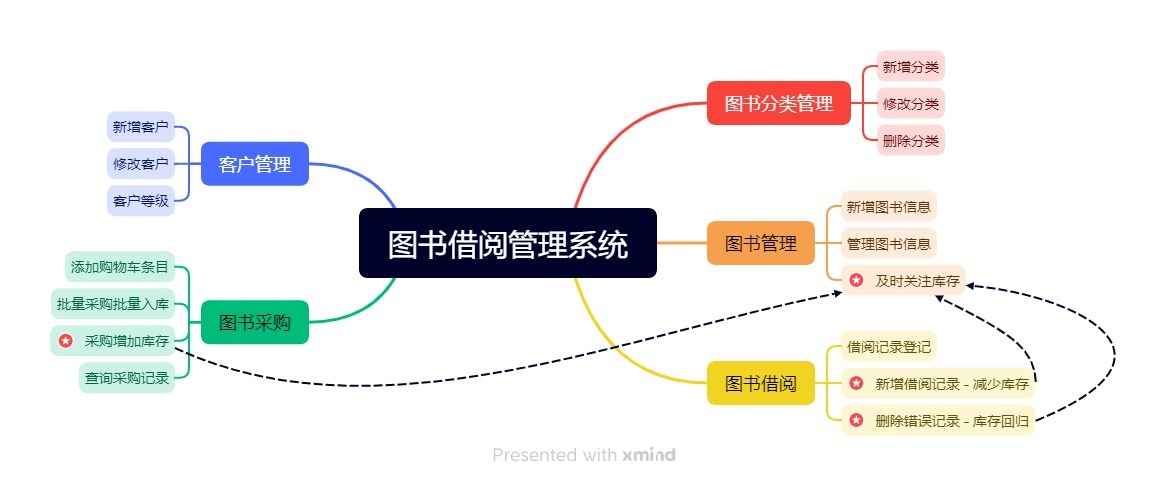 图书借阅管理系统
图书分类管理
新增分类
修改分类
删除分类
图书管理
新增图书信息
管理图书信息
及时关注库存
图书借阅
借阅记录登记
新增借阅记录 - 减少库存
删除错误记录 - 库存回归
客户管理
新增客户
修改客户
客户等级
图书采购
添加购物车条目
批量采购批量入库
采购增加库存
查询采购记录
Presented with xmind